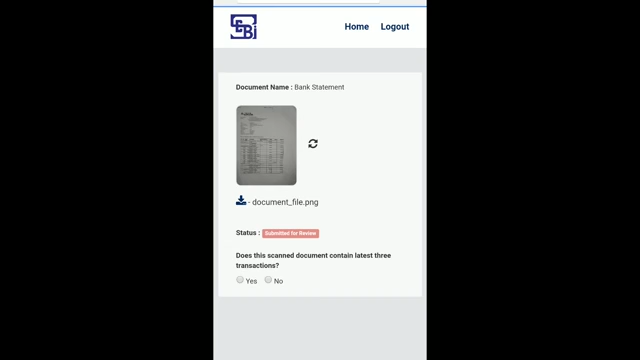 SEBI
Home Logout
Document Name : Bank Statement
- document_file.png
Status : Submitted for Review
Does this scanned document contain latest three
transactions?
Yes No